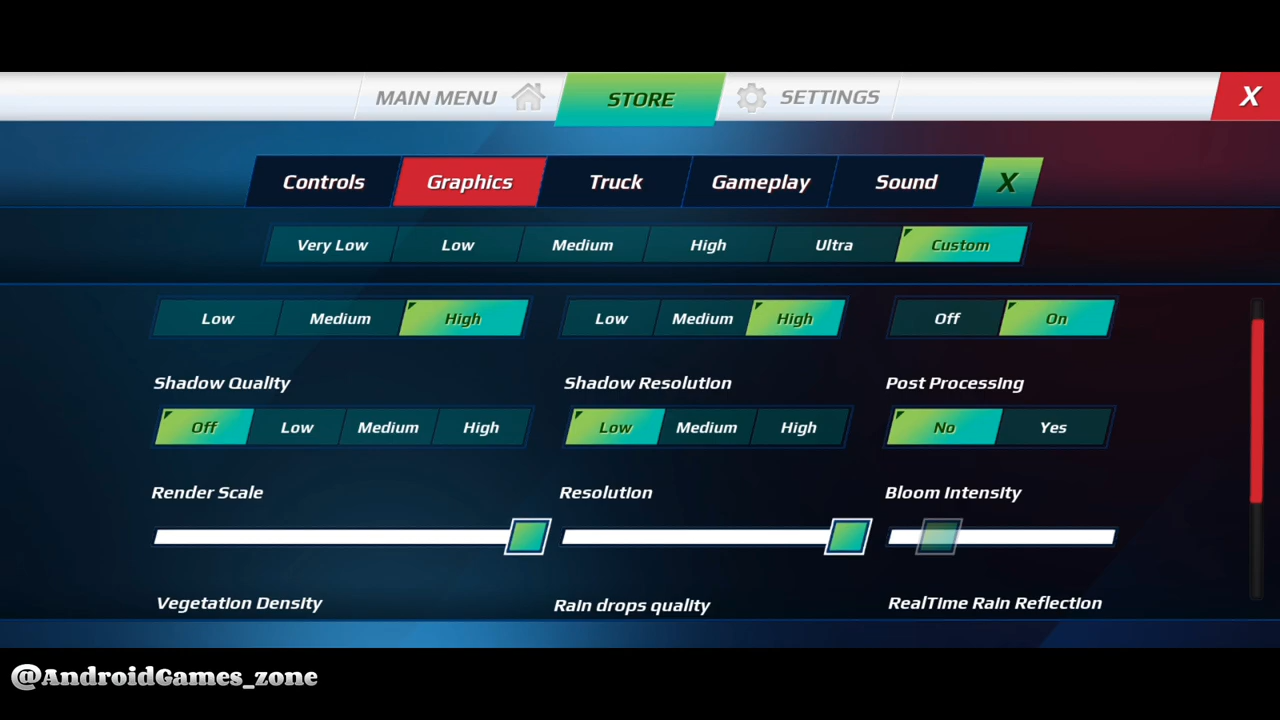 MAIN MENU STORE SETTINGS X
Controls Graphics Truck Gameplay Sound X
Very Low Low Medium High Ultra Custom
Low Medium High Low Medium High Off On
Shadow Quality Shadow Resolution Post Processing
Off Low Medium High Low Medium High No Yes
Render Scale Resolution Bloom Intensity
Vegetation Density Rain drops quality RealTime Rain Reflection
@AndroidGames_zone